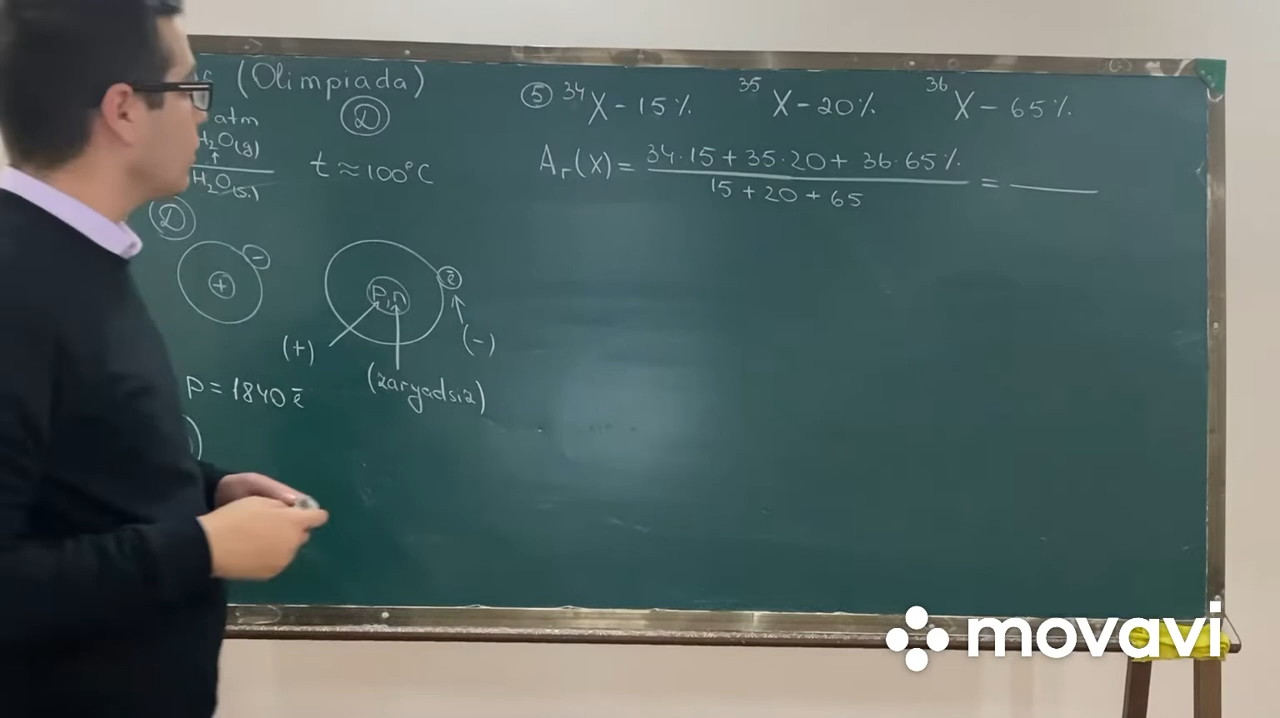 (Olimpiada)
D
atm
H₂O(g)
↑
H₂O(s.)
t ≈ 100°C
D
−
+
p,n
ē
(+)
(−)
(zaryadsız)
p = 1840 ē
⑤ ³⁴X − 15% ³⁵X − 20% ³⁶X − 65%
Ar(X) = 34·15 + 35·20 + 36·65% =
15 + 20 + 65
movavi